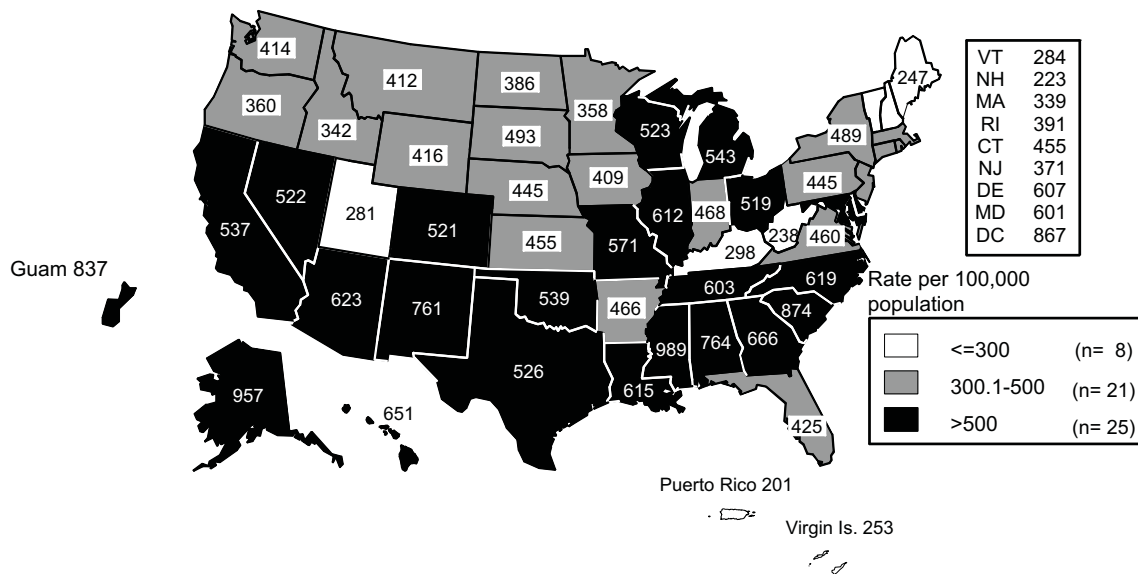 247
414
412
386
VT 284
NH 223
MA 339
RI 391
CT 455
NJ 371
DE 607
MD 601
DC 867
360
358
342
493
523
489
416
543
409
445
445
522
281
519
612
468
537
521
238
460
455
571
298
Guam 837
623
761
539
603
619
Rate per 100,000
population
466
874
989
764
666
<=300 (n= 8)
526
300.1-500 (n= 21)
957
615
651
425
>500 (n= 25)
Puerto Rico 201
Virgin Is. 253